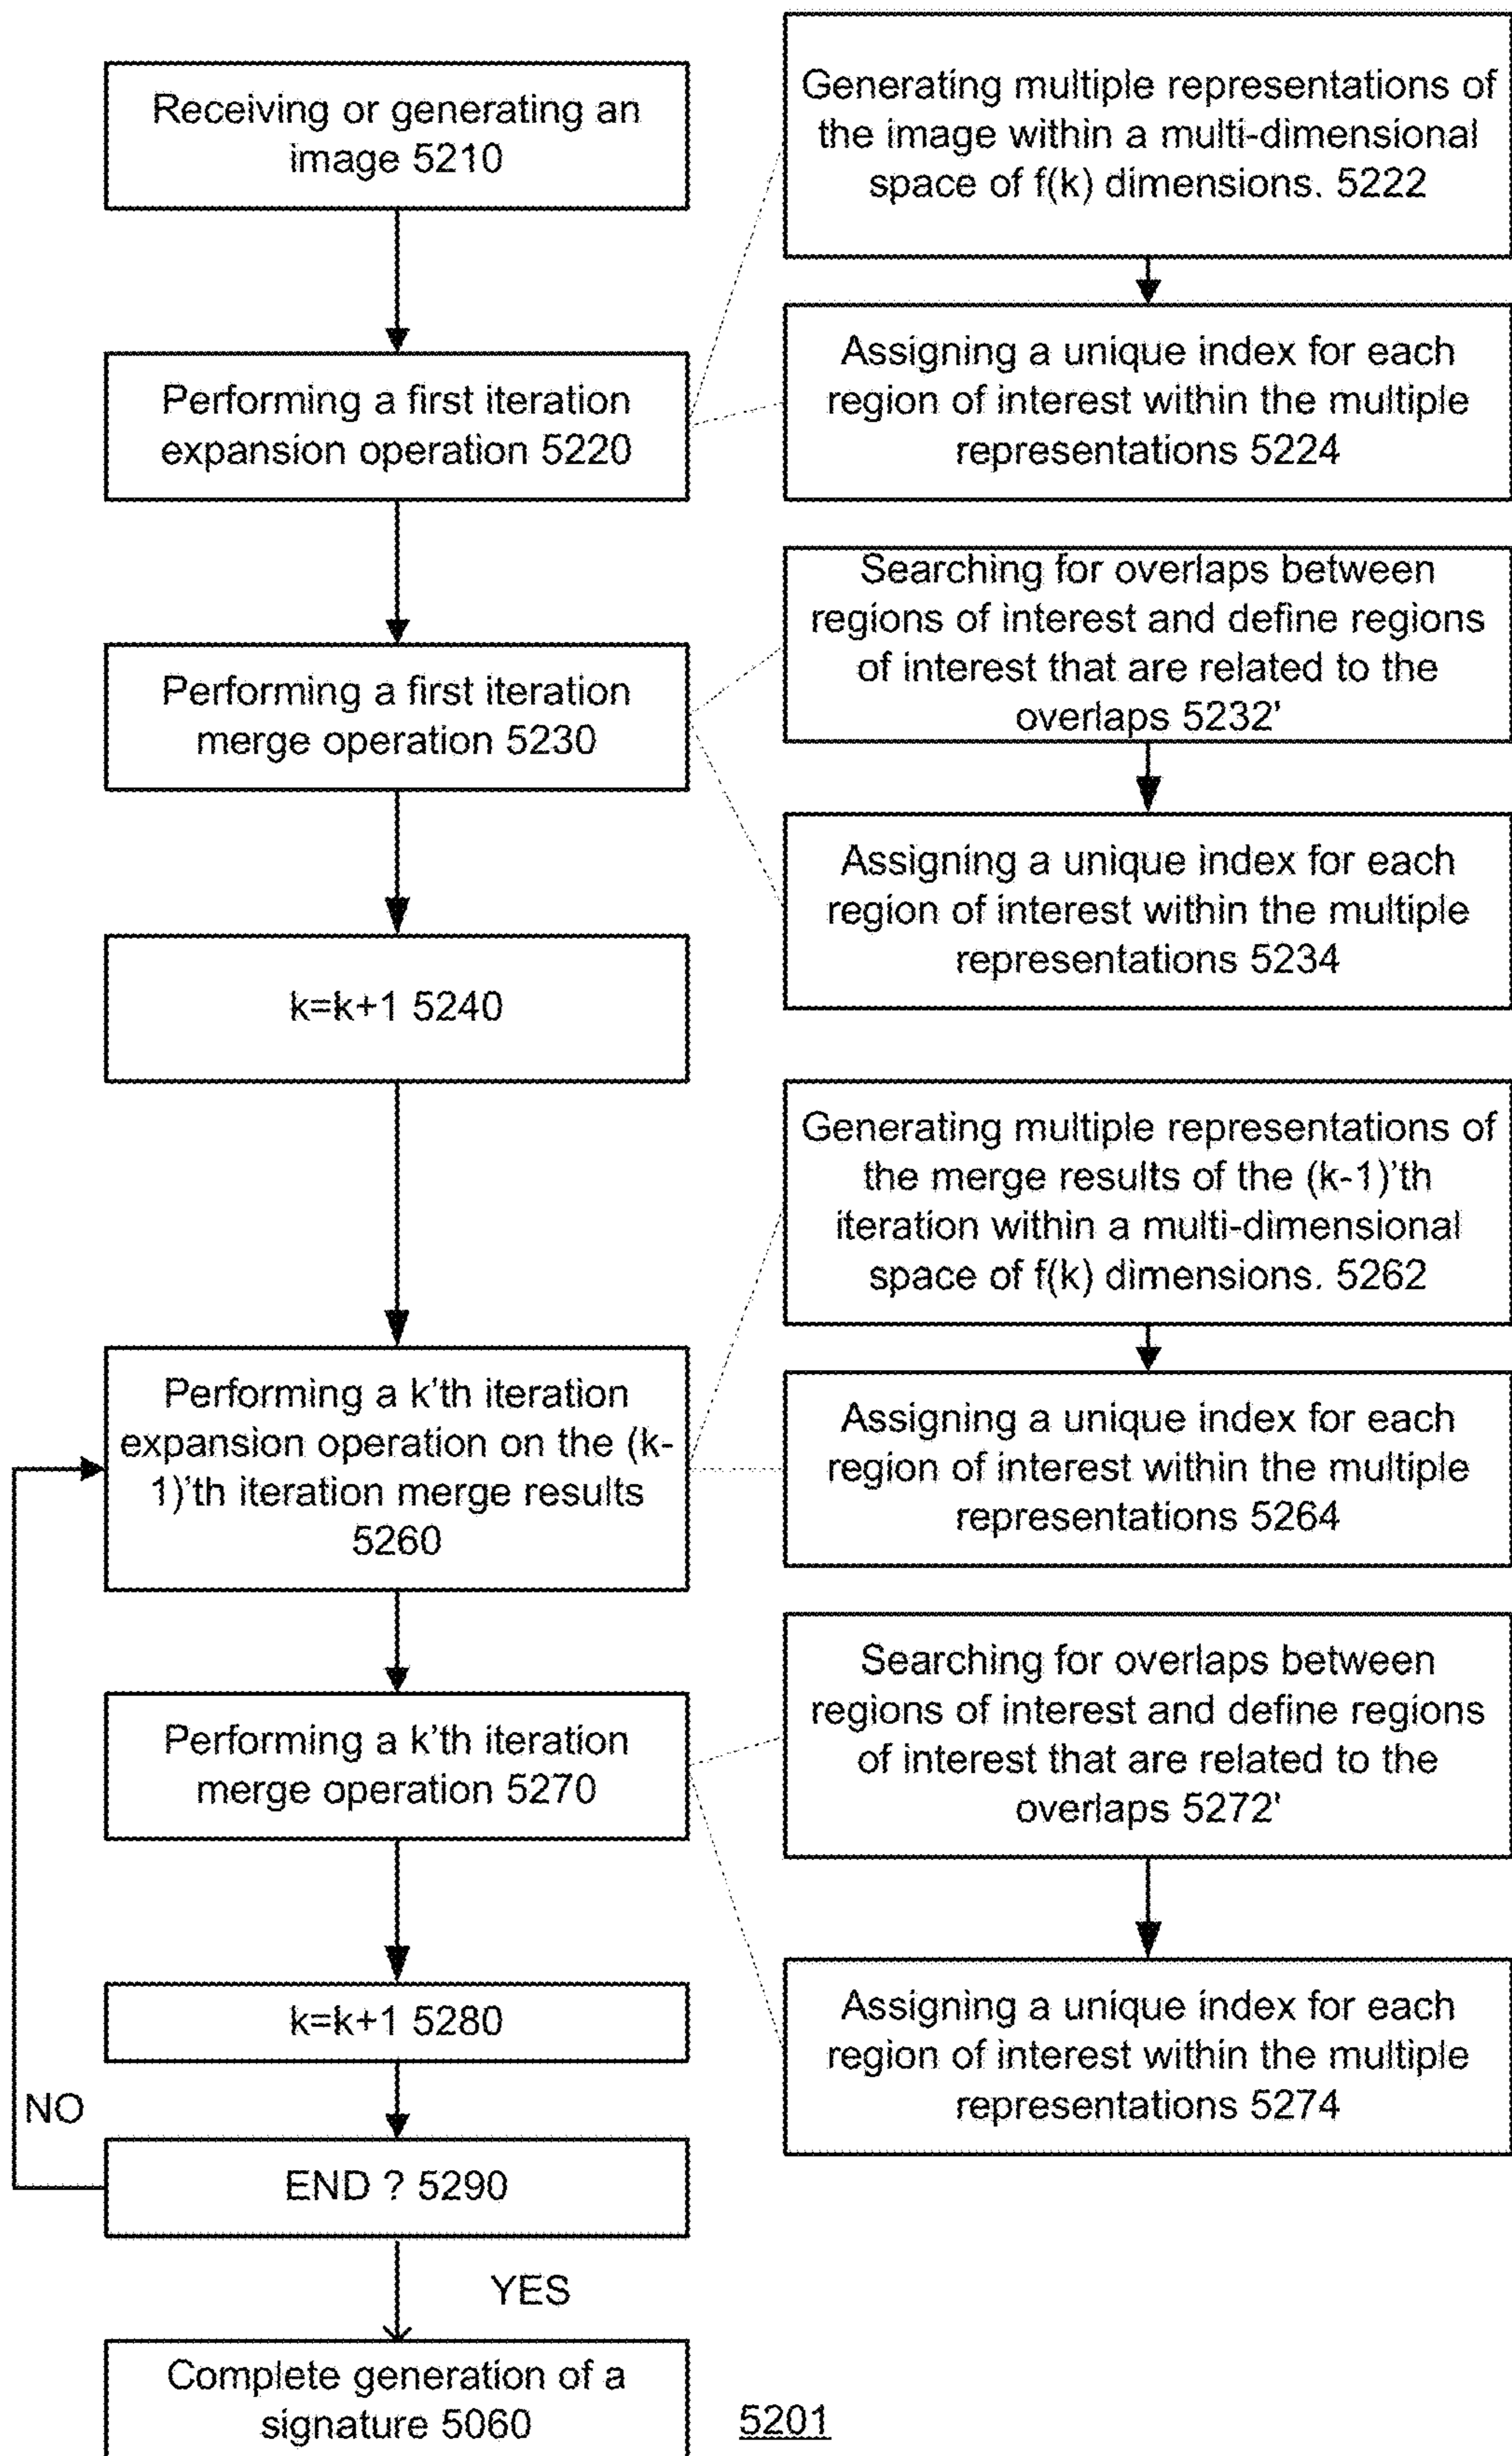 Receiving or generating an
image 5210
Generating multiple representations of
the image within a multi-dimensional
space of f(k) dimensions. 5222
Performing a first iteration
expansion operation 5220
Assigning a unique index for each
region of interest within the multiple
representations 5224
Performing a first iteration
merge operation 5230
Searching for overlaps between
regions of interest and define regions
of interest that are related to the
overlaps 5232'
Assigning a unique index for each
region of interest within the multiple
representations 5234
k=k+1 5240
Generating multiple representations of
the merge results of the (k-1)'th
iteration within a multi-dimensional
space of f(k) dimensions. 5262
Performing a k'th iteration
expansion operation on the (k-
1)'th iteration merge results
5260
Assigning a unique index for each
region of interest within the multiple
representations 5264
Performing a k'th iteration
merge operation 5270
Searching for overlaps between
regions of interest and define regions
of interest that are related to the
overlaps 5272'
Assigning a unique index for each
region of interest within the multiple
representations 5274
k=k+1 5280
NO
END ? 5290
YES
Complete generation of a
signature 5060
5201